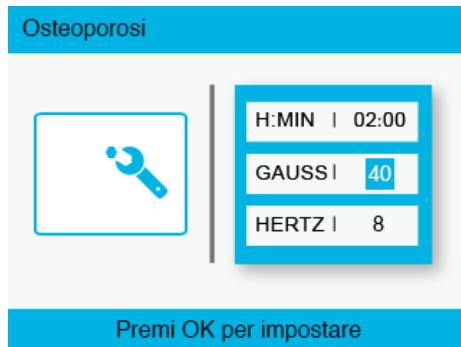 Osteoporosi
H:MIN | 02:00
GAUSS | 40
HERTZ | 8
Premi OK per impostare